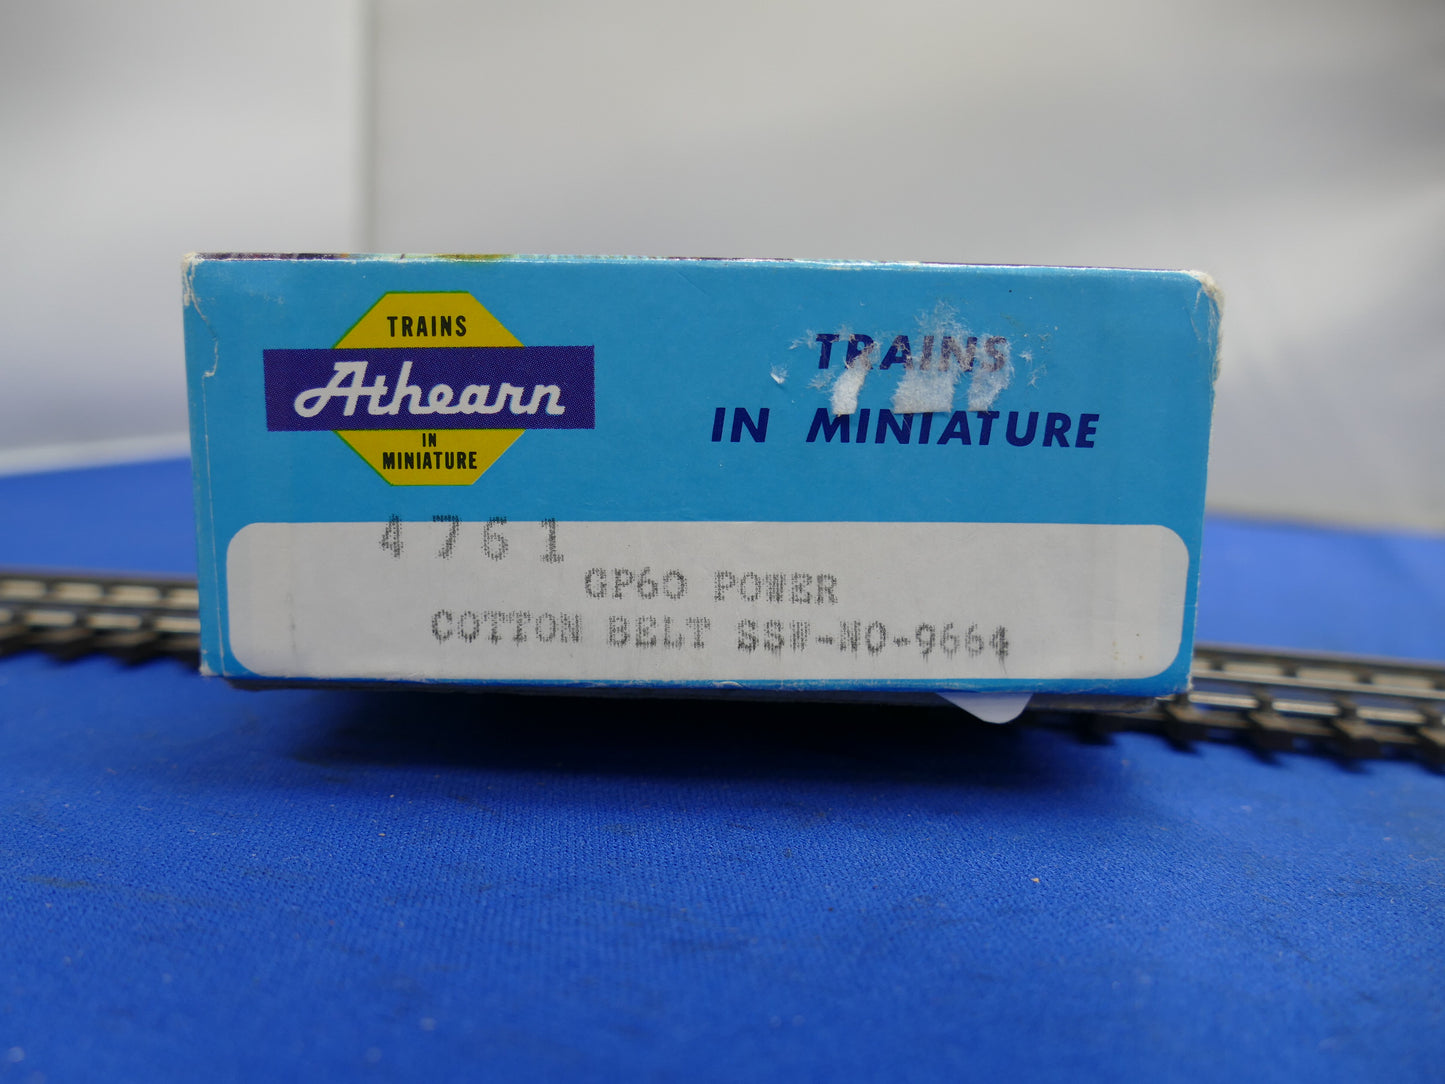 TRAINS
Athearn
IN
MINIATURE
TRAINS
IN MINIATURE
4761
GP60 POWER
COTTON BELT SSW-NO-9664